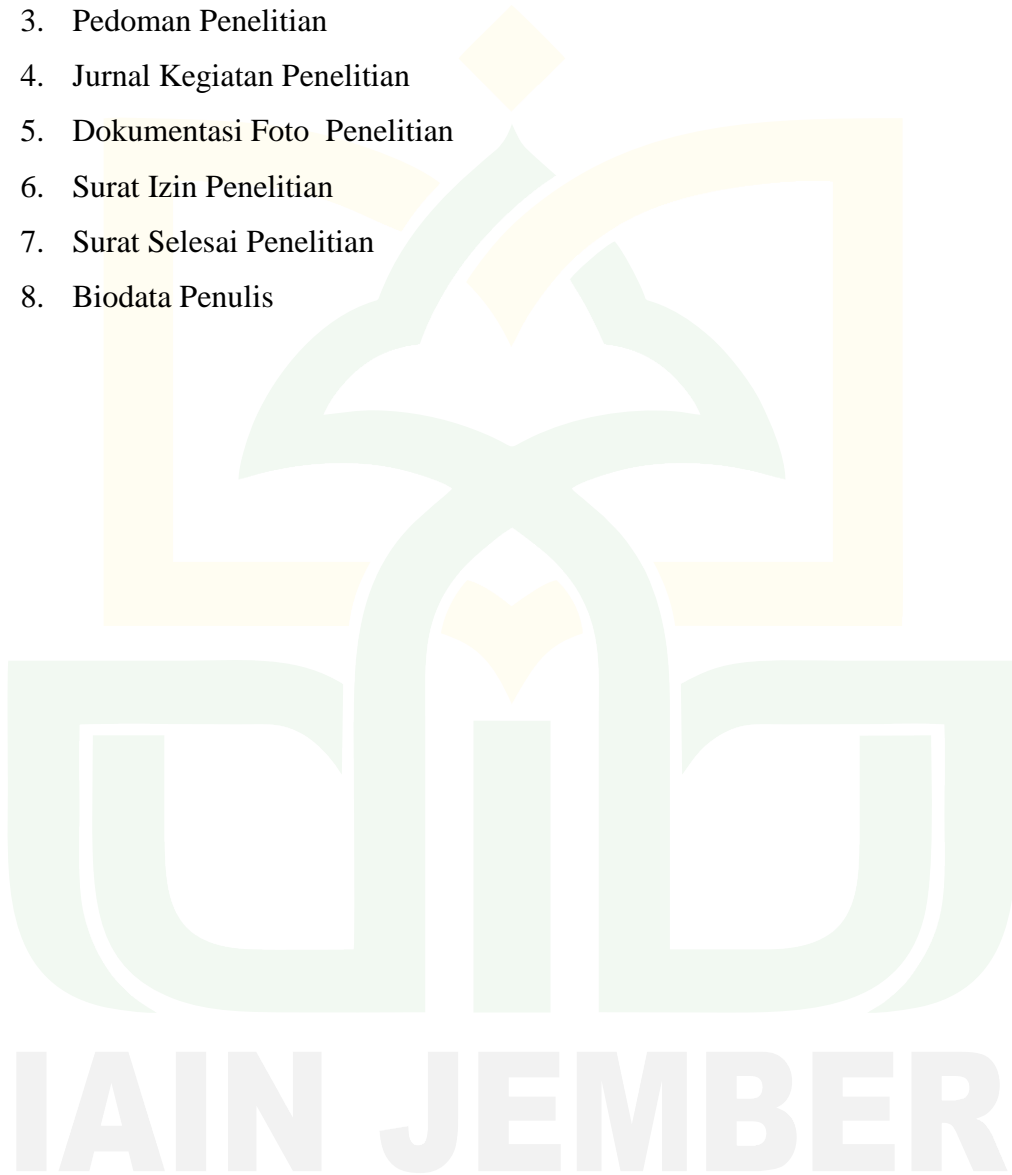 3. Pedoman Penelitian
4. Jurnal Kegiatan Penelitian
5. Dokumentasi Foto  Penelitian
6. Surat Izin Penelitian
7. Surat Selesai Penelitian
8. Biodata Penulis
IAIN JEMBER